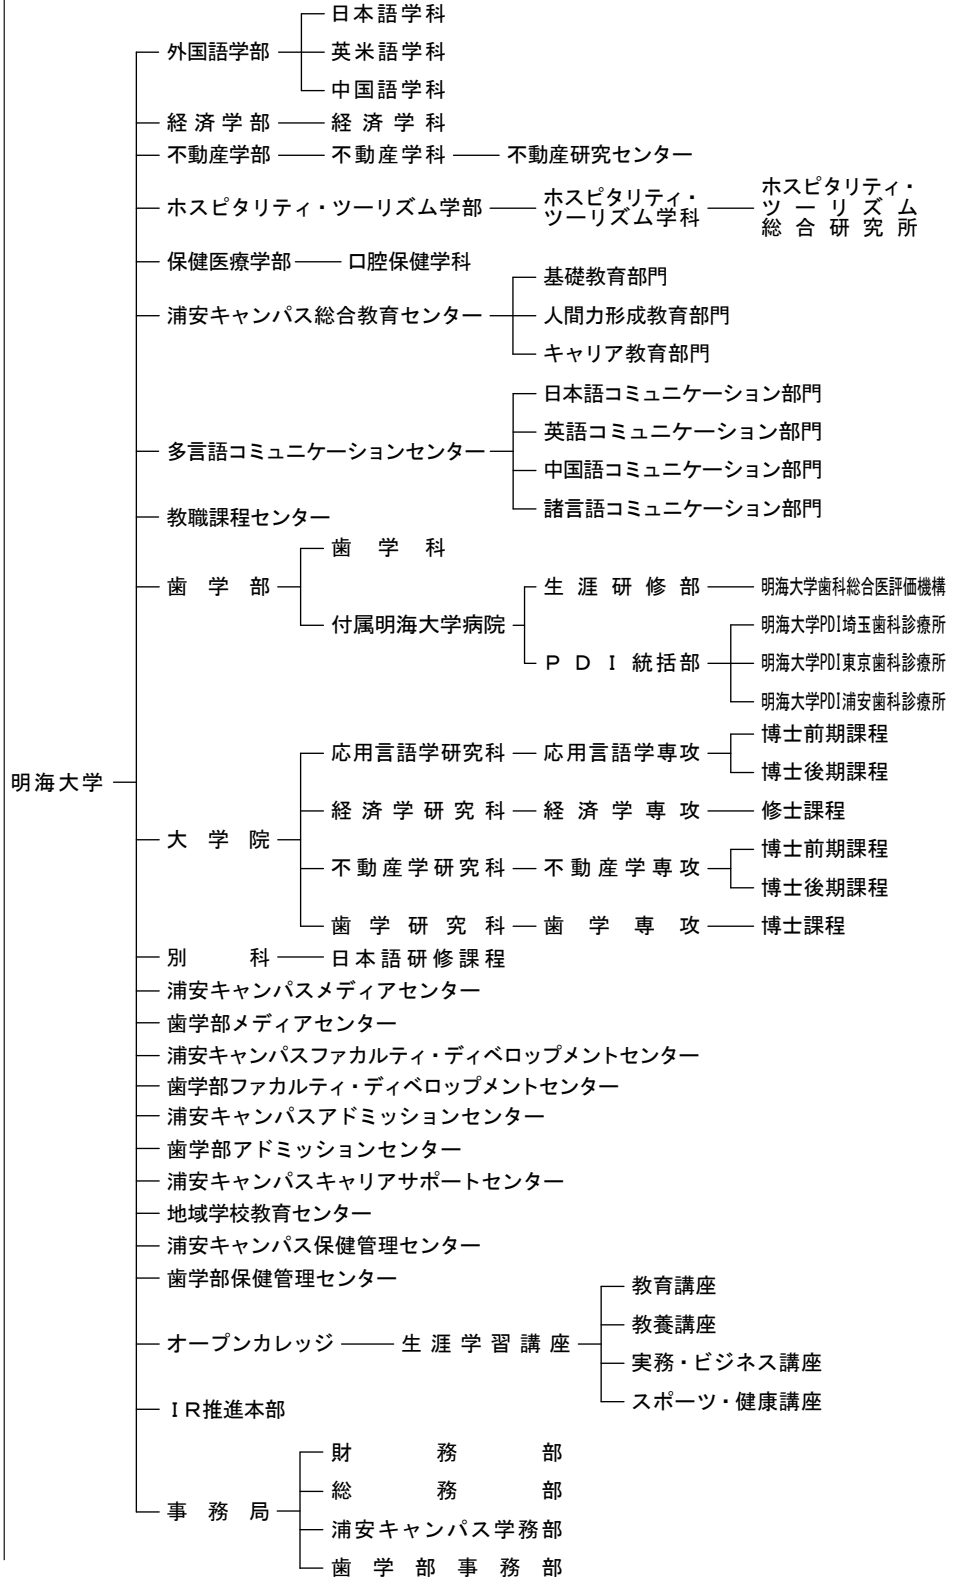 日本語学科
外国語学部
英米語学科
中国語学科
経済学部
経済学科
不動産学部
不動産学科
不動産研究センター
ホスピタリティ・ツーリズム学部
ホスピタリティ・
ツーリズム学科
ホスピタリティ・
ツーリズム
総合研究所
保健医療学部
口腔保健学科
浦安キャンパス総合教育センター
基礎教育部門
人間力形成教育部門
キャリア教育部門
多言語コミュニケーションセンター
日本語コミュニケーション部門
英語コミュニケーション部門
中国語コミュニケーション部門
諸言語コミュニケーション部門
教職課程センター
歯学部
歯学科
付属明海大学病院
生涯研修部
明海大学歯科総合医評価機構
PDI統括部
明海大学PDI埼玉歯科診療所
明海大学PDI東京歯科診療所
明海大学PDI浦安歯科診療所
明海大学
大学院
応用言語学研究科
応用言語学専攻
博士前期課程
博士後期課程
経済学研究科
経済学専攻
修士課程
不動産学研究科
不動産学専攻
博士前期課程
博士後期課程
歯学研究科
歯学専攻
博士課程
別科
日本語研修課程
浦安キャンパスメディアセンター
歯学部メディアセンター
浦安キャンパスファカルティ・ディベロップメントセンター
歯学部ファカルティ・ディベロップメントセンター
浦安キャンパスアドミッションセンター
歯学部アドミッションセンター
浦安キャンパスキャリアサポートセンター
地域学校教育センター
浦安キャンパス保健管理センター
歯学部保健管理センター
オープンカレッジ
生涯学習講座
教育講座
教養講座
実務・ビジネス講座
スポーツ・健康講座
IR推進本部
事務局
財務部
総務部
浦安キャンパス学務部
歯学部事務部